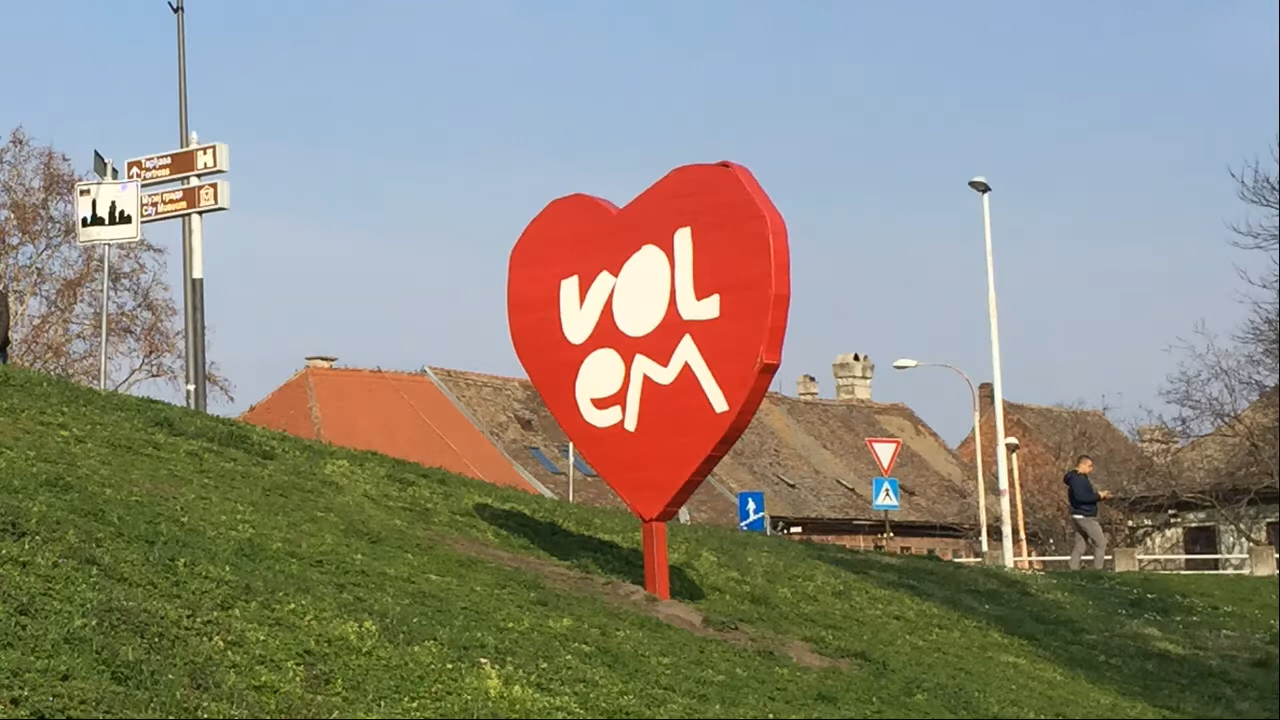 Тврђава
Fortress
H
Музеј града
City Museum
VOL
eM